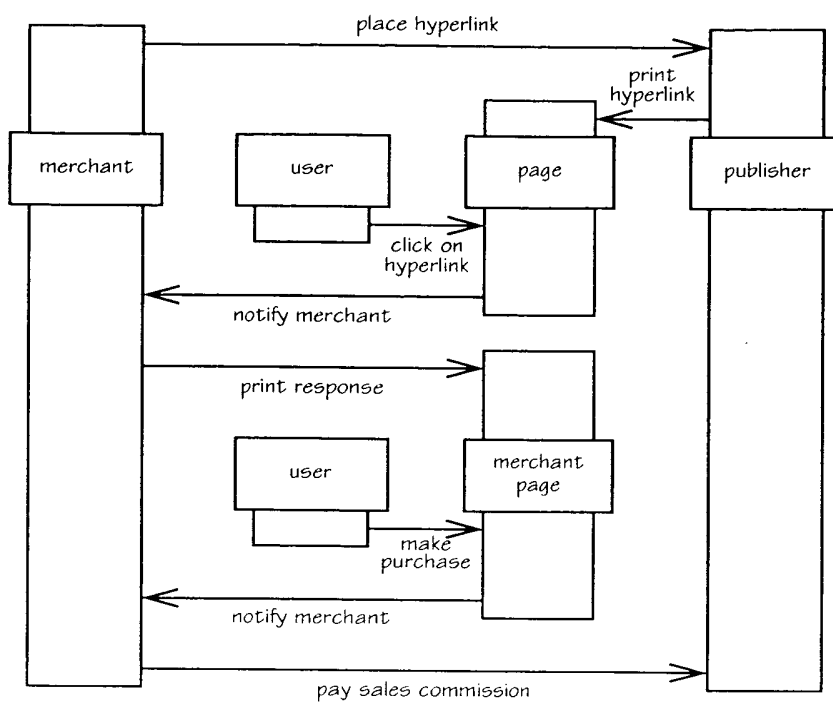 place hyperlink
print
hyperlink
merchant
user
page
publisher
click on
hyperlink
notify merchant
print response
user
merchant
page
make
purchase
notify merchant
pay sales commission